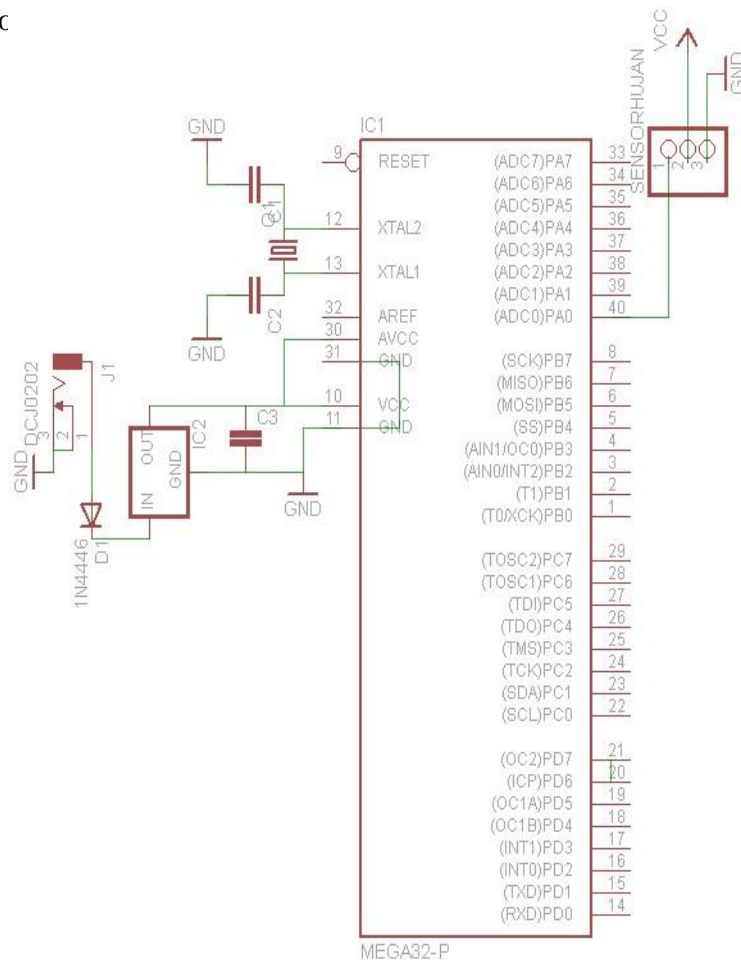 GND
C1
Q1
C2
GND
IC1
9
RESET
12
XTAL2
13
XTAL1
32
AREF
30
AVCC
31
GND
10
VCC
11
GND
J1
DCJ0202
3
2
1
GND
OUT
GND
IN
IC2
C3
GND
1N4446
D1
(ADC7)PA7
33
(ADC6)PA6
34
(ADC5)PA5
35
(ADC4)PA4
36
(ADC3)PA3
37
(ADC2)PA2
38
(ADC1)PA1
39
(ADC0)PA0
40
(SCK)PB7
8
(MISO)PB6
7
(MOSI)PB5
6
(SS)PB4
5
(AIN1/OC0)PB3
4
(AIN0/INT2)PB2
3
(T1)PB1
2
(T0/XCK)PB0
1
(TOSC2)PC7
29
(TOSC1)PC6
28
(TDI)PC5
27
(TDO)PC4
26
(TMS)PC3
25
(TCK)PC2
24
(SDA)PC1
23
(SCL)PC0
22
(OC2)PD7
21
(ICP)PD6
20
(OC1A)PD5
19
(OC1B)PD4
18
(INT1)PD3
17
(INT0)PD2
16
(TXD)PD1
15
(RXD)PD0
14
MEGA32-P
SENSORHUJAN
VCC
GND
1
2
3